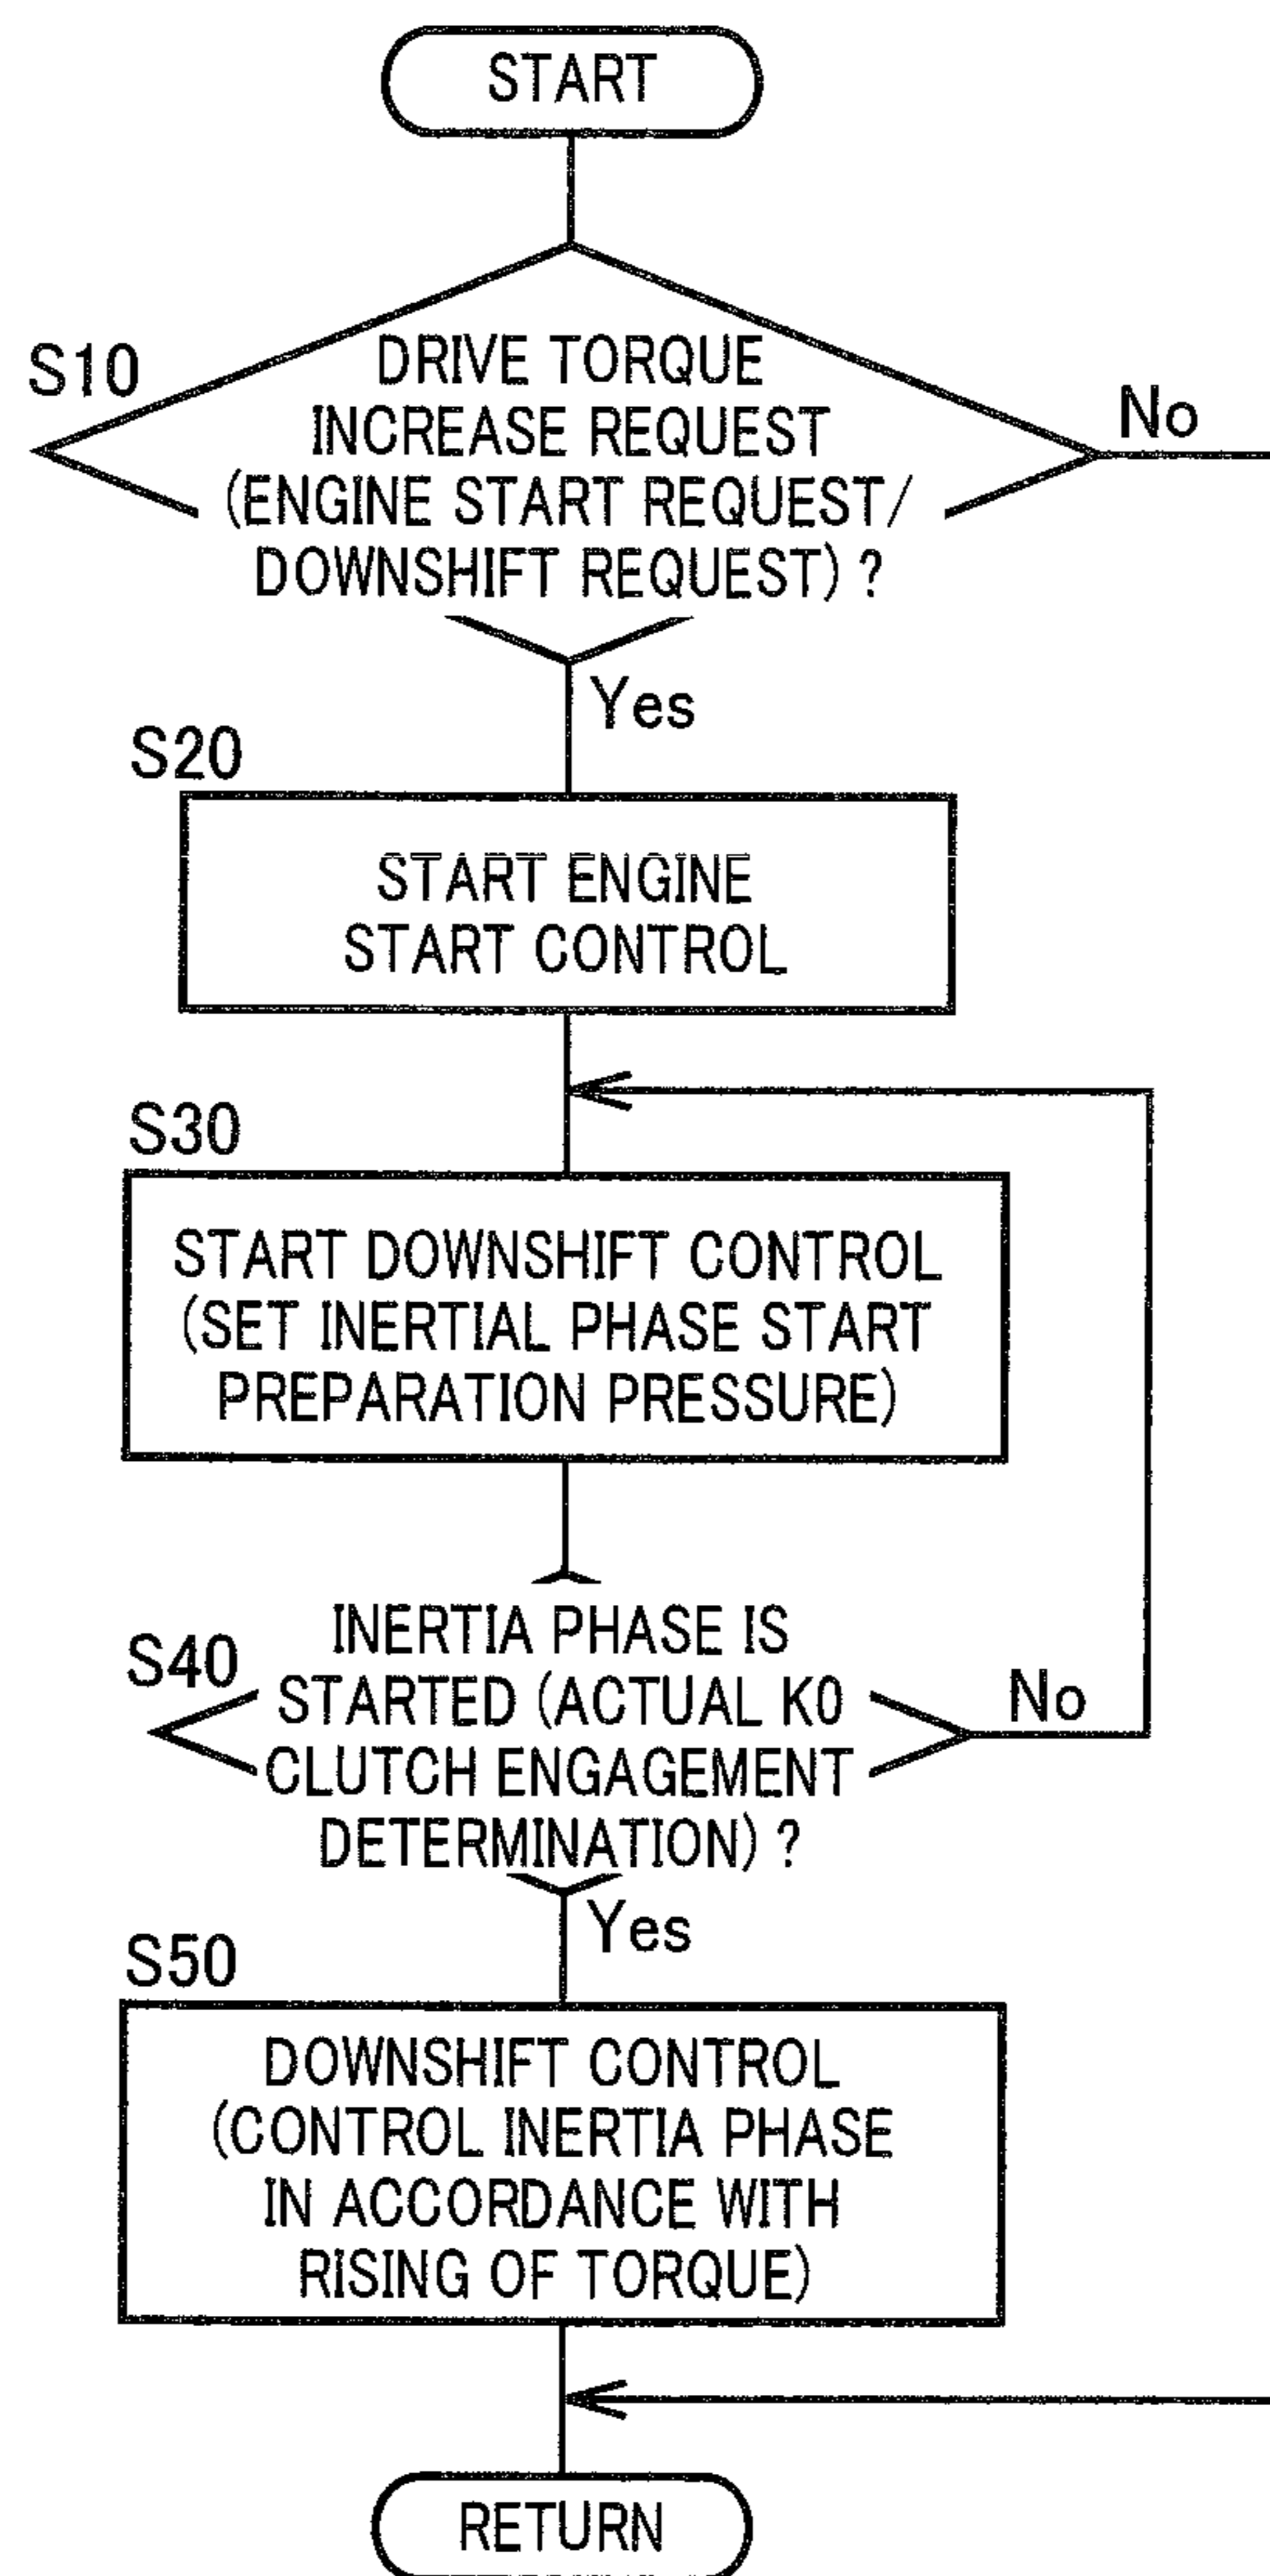 START
S10
DRIVE TORQUE
INCREASE REQUEST
(ENGINE START REQUEST/
DOWNSHIFT REQUEST) ?
No
Yes
S20
START ENGINE
START CONTROL
S30
START DOWNSHIFT CONTROL
(SET INERTIAL PHASE START
PREPARATION PRESSURE)
S40
INERTIA PHASE IS
STARTED (ACTUAL K0
CLUTCH ENGAGEMENT
DETERMINATION) ?
No
Yes
S50
DOWNSHIFT CONTROL
(CONTROL INERTIA PHASE
IN ACCORDANCE WITH
RISING OF TORQUE)
RETURN